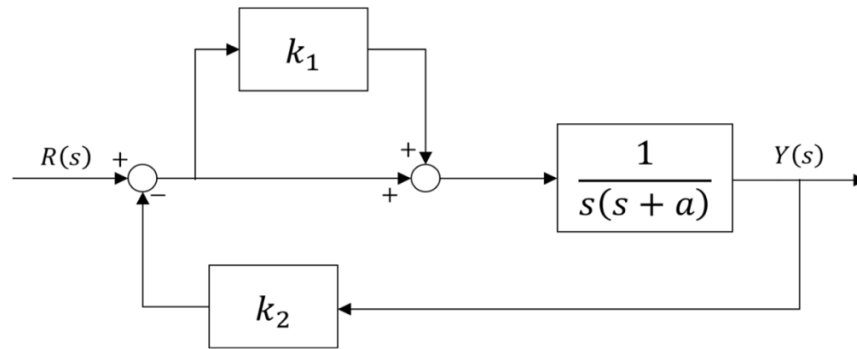 k₁
R(s)
+
−
+
+
1
s(s + a)
Y(s)
k₂